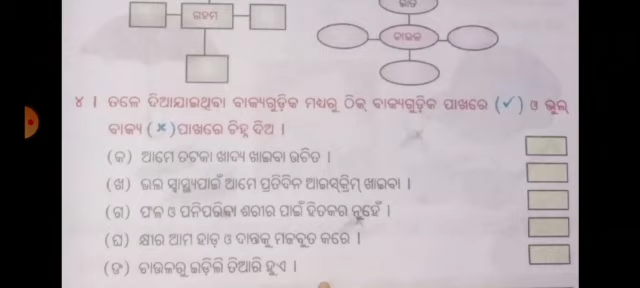 ଗହମ
ଭାତ
ଚାଉଳ
୪ । ତଳେ ଦିଆଯାଇଥିବା ବାକ୍ୟଗୁଡ଼ିକ ମଧ୍ୟରୁ ଠିକ୍ ବାକ୍ୟଗୁଡ଼ିକ ପାଖରେ (✓) ଓ ଭୁଲ୍
ବାକ୍ୟ (×) ପାଖରେ ଚିହ୍ନ ଦିଅ ।
(କ) ଆମେ ତଟକା ଖାଦ୍ୟ ଖାଇବା ଉଚିତ ।
(ଖ) ଭଲ ସ୍ୱାସ୍ଥ୍ୟପାଇଁ ଆମେ ପ୍ରତିଦିନ ଆଇସ୍‌କ୍ରିମ୍ ଖାଇବା ।
(ଗ) ଫଳ ଓ ପନିପରିବା ଶରୀର ପାଇଁ ହିତକର ନୁହେଁ ।
(ଘ) କ୍ଷୀର ଆମ ହାଡ଼ ଓ ଦାନ୍ତକୁ ମଜବୁତ କରେ ।
(ଙ) ଚାଉଳରୁ ଇଡ଼ିଲି ତିଆରି ହୁଏ ।